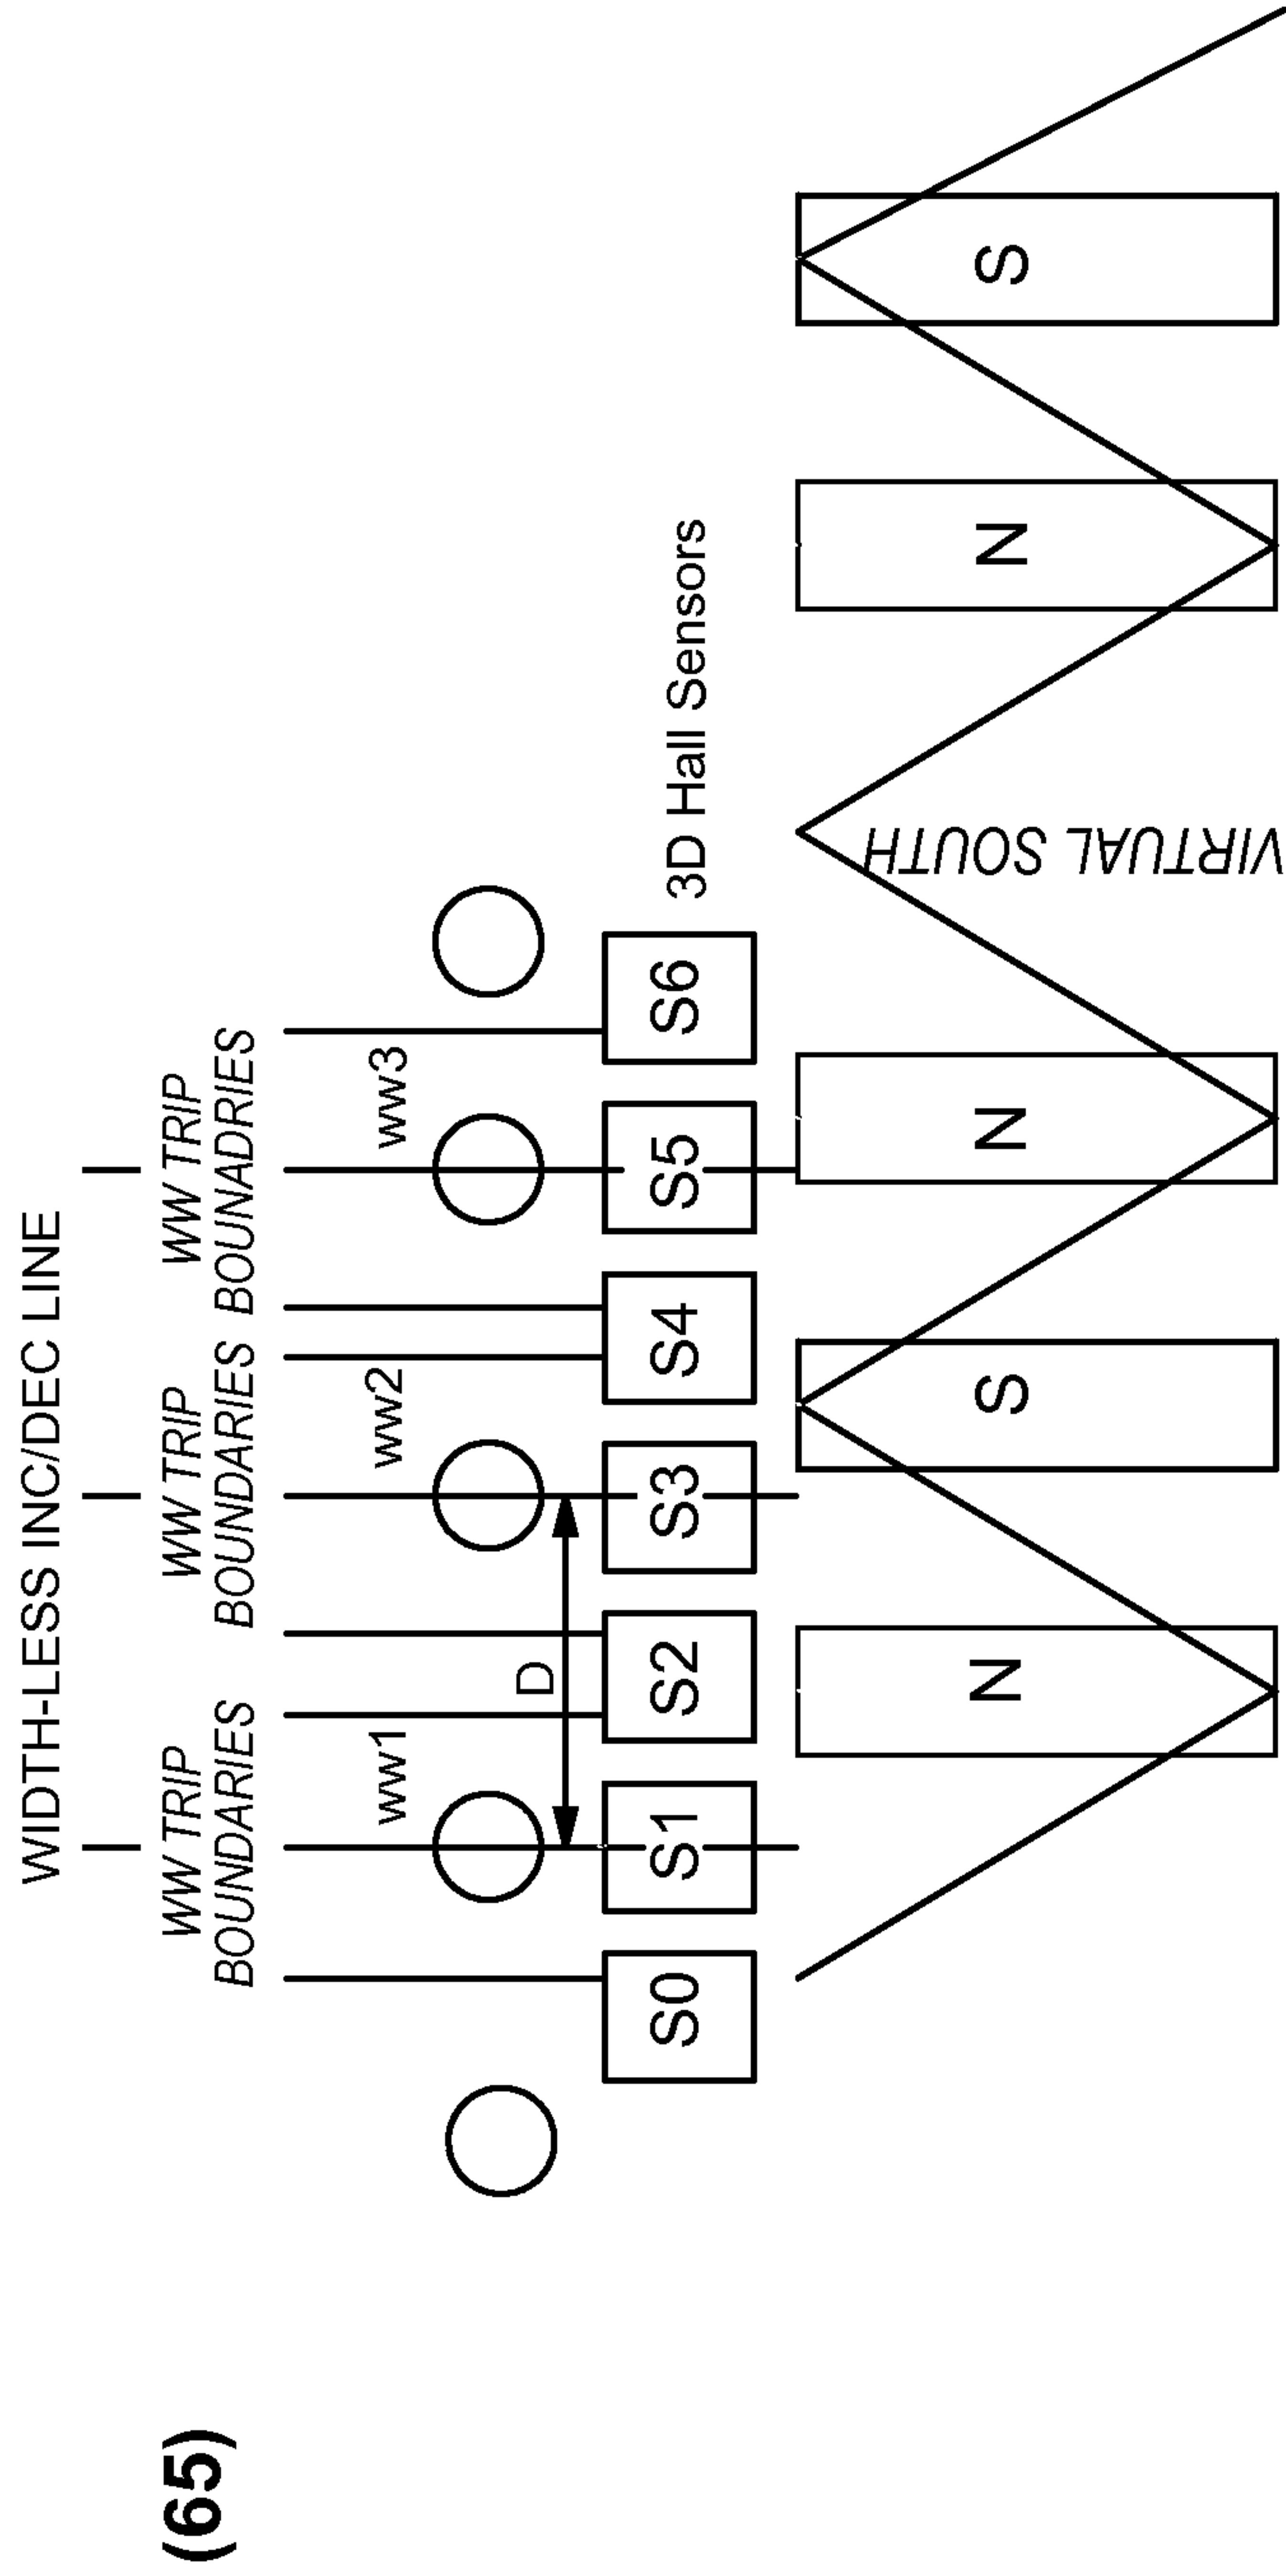 (65)
WIDTH-LESS INC/DEC LINE
WW TRIP
BOUNDARIES
WW TRIP
BOUNDARIES
WW TRIP
BOUNADRIES
ww1
ww2
ww3
D
S0
S1
S2
S3
S4
S5
S6
3D Hall Sensors
N
S
N
VIRTUAL SOUTH
N
S